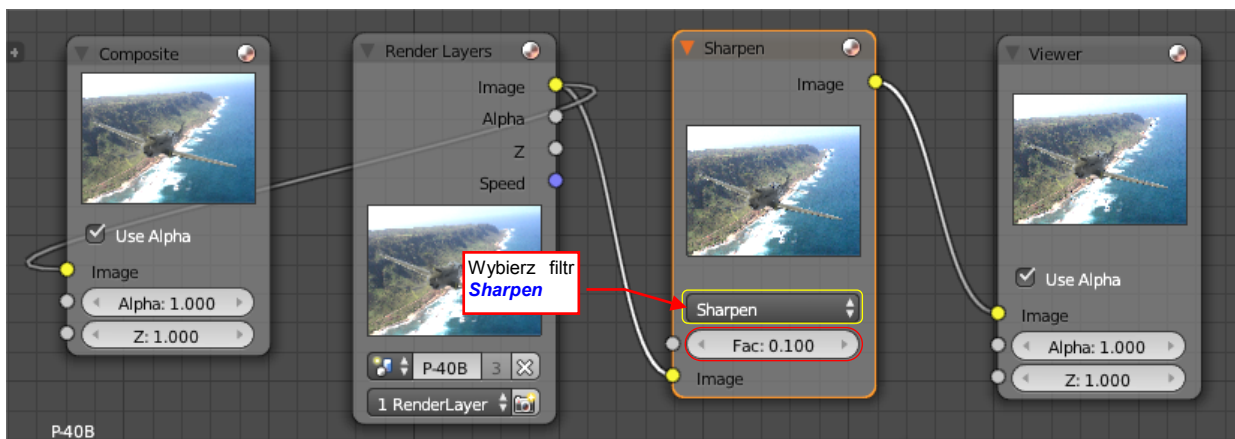 Composite
Use Alpha
Image
Alpha: 1.000
Z: 1.000
Render Layers
Image
Alpha
Z
Speed
P-40B 3
1 RenderLayer
Wybierz filtr
Sharpen
Sharpen
Image
Sharpen
Fac: 0.100
Image
Viewer
Use Alpha
Image
Alpha: 1.000
Z: 1.000
P-40B